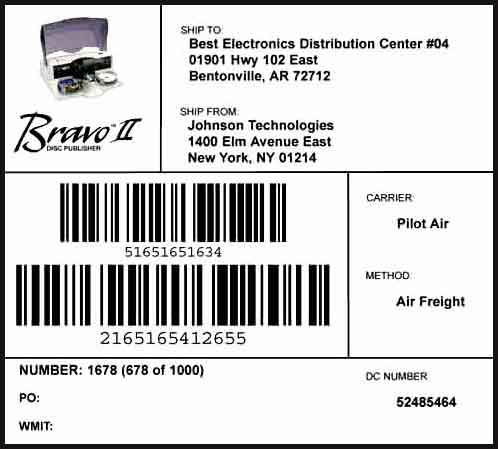 Bravo™ II
DISC PUBLISHER
SHIP TO:
Best Electronics Distribution Center #04
01901 Hwy 102 East
Bentonville, AR 72712
SHIP FROM:
Johnson Technologies
1400 Elm Avenue East
New York, NY 01214
51651651634
2165165412655
CARRIER:
Pilot Air
METHOD:
Air Freight
NUMBER: 1678 (678 of 1000)
PO:
WMIT:
DC NUMBER
52485464